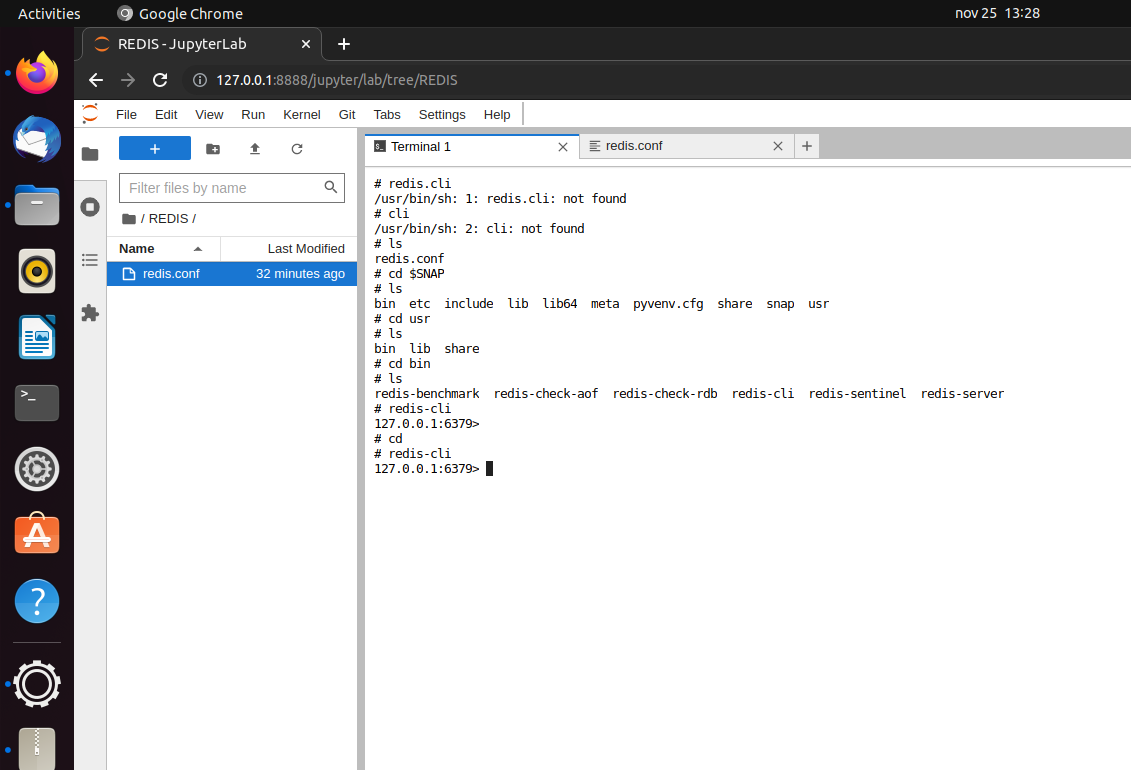 Activities
Google Chrome
nov 25 13:28
REDIS - JupyterLab
127.0.0.1:8888/jupyter/lab/tree/REDIS
File Edit View Run Kernel Git Tabs Settings Help
Filter files by name
/ REDIS /
Name Last Modified
redis.conf 32 minutes ago
Terminal 1
redis.conf
# redis.cli
/usr/bin/sh: 1: redis.cli: not found
# cli
/usr/bin/sh: 2: cli: not found
# ls
redis.conf
# cd $SNAP
# ls
bin etc include lib lib64 meta pyvenv.cfg share snap usr
# cd usr
# ls
bin lib share
# cd bin
# ls
redis-benchmark redis-check-aof redis-check-rdb redis-cli redis-sentinel redis-server
# redis-cli
127.0.0.1:6379>
# cd
# redis-cli
127.0.0.1:6379>